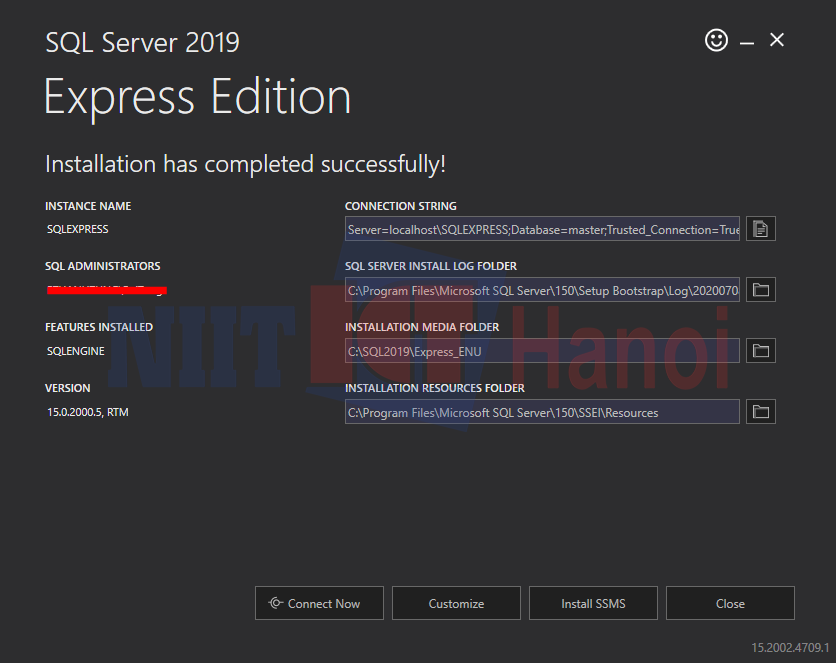 SQL Server 2019
Express Edition
Installation has completed successfully!
INSTANCE NAME
SQLEXPRESS
CONNECTION STRING
Server=localhost\SQLEXPRESS;Database=master;Trusted_Connection=True
SQL ADMINISTRATORS
SQL SERVER INSTALL LOG FOLDER
C:\Program Files\Microsoft SQL Server\150\Setup Bootstrap\Log\2020070
FEATURES INSTALLED
SQLENGINE
INSTALLATION MEDIA FOLDER
C:\SQL2019\Express_ENU
VERSION
15.0.2000.5, RTM
INSTALLATION RESOURCES FOLDER
C:\Program Files\Microsoft SQL Server\150\SSEI\Resources
NIIT ICT Hanoi
Connect Now
Customize
Install SSMS
Close
15.2002.4709.1